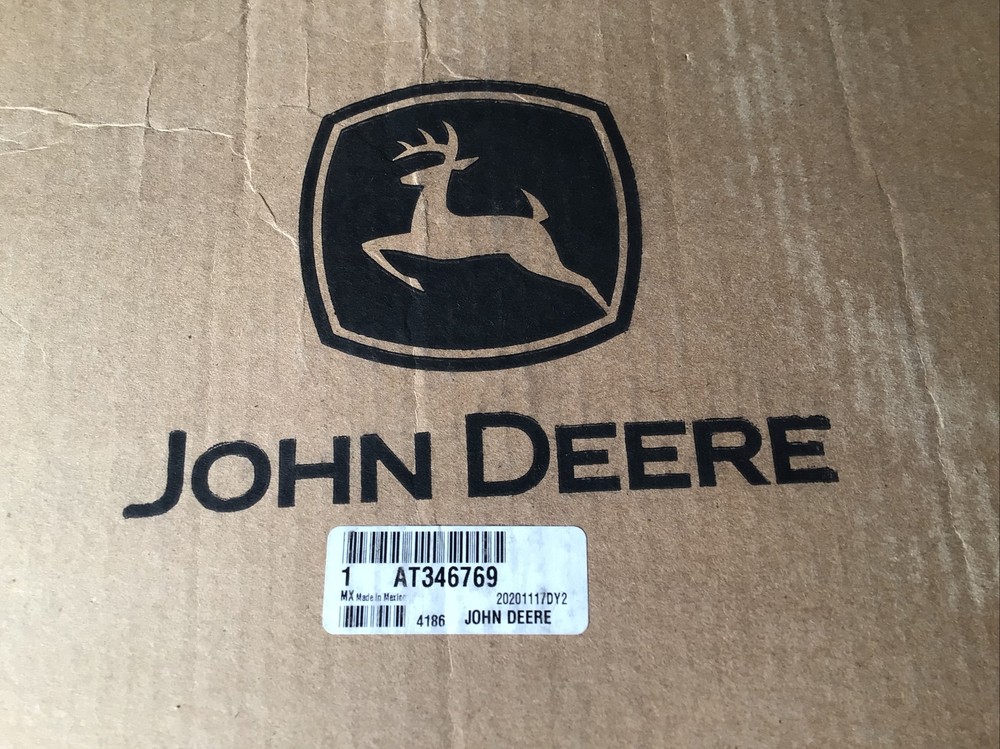 JOHN DEERE
1 AT346769
MX Made in Mexico 20201117DY2
4186 JOHN DEERE